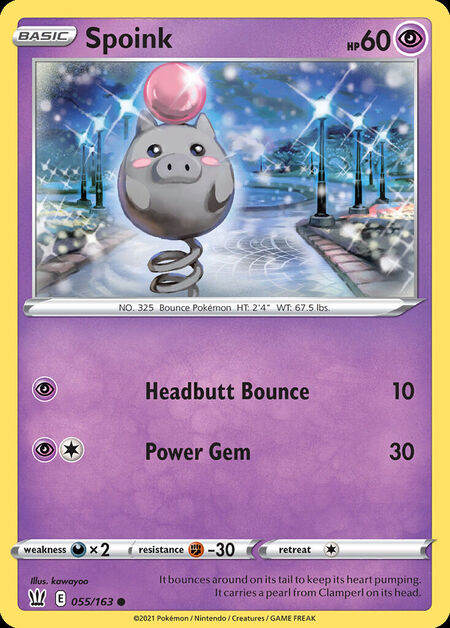 BASIC Spoink HP60
NO. 325 Bounce Pokémon HT: 2'4" WT: 67.5 lbs.
Headbutt Bounce 10
Power Gem 30
weakness ×2 resistance -30 retreat
Illus. kawayoo
It bounces around on its tail to keep its heart pumping.
It carries a pearl from Clamperl on its head.
E 055/163
©2021 Pokémon / Nintendo / Creatures / GAME FREAK